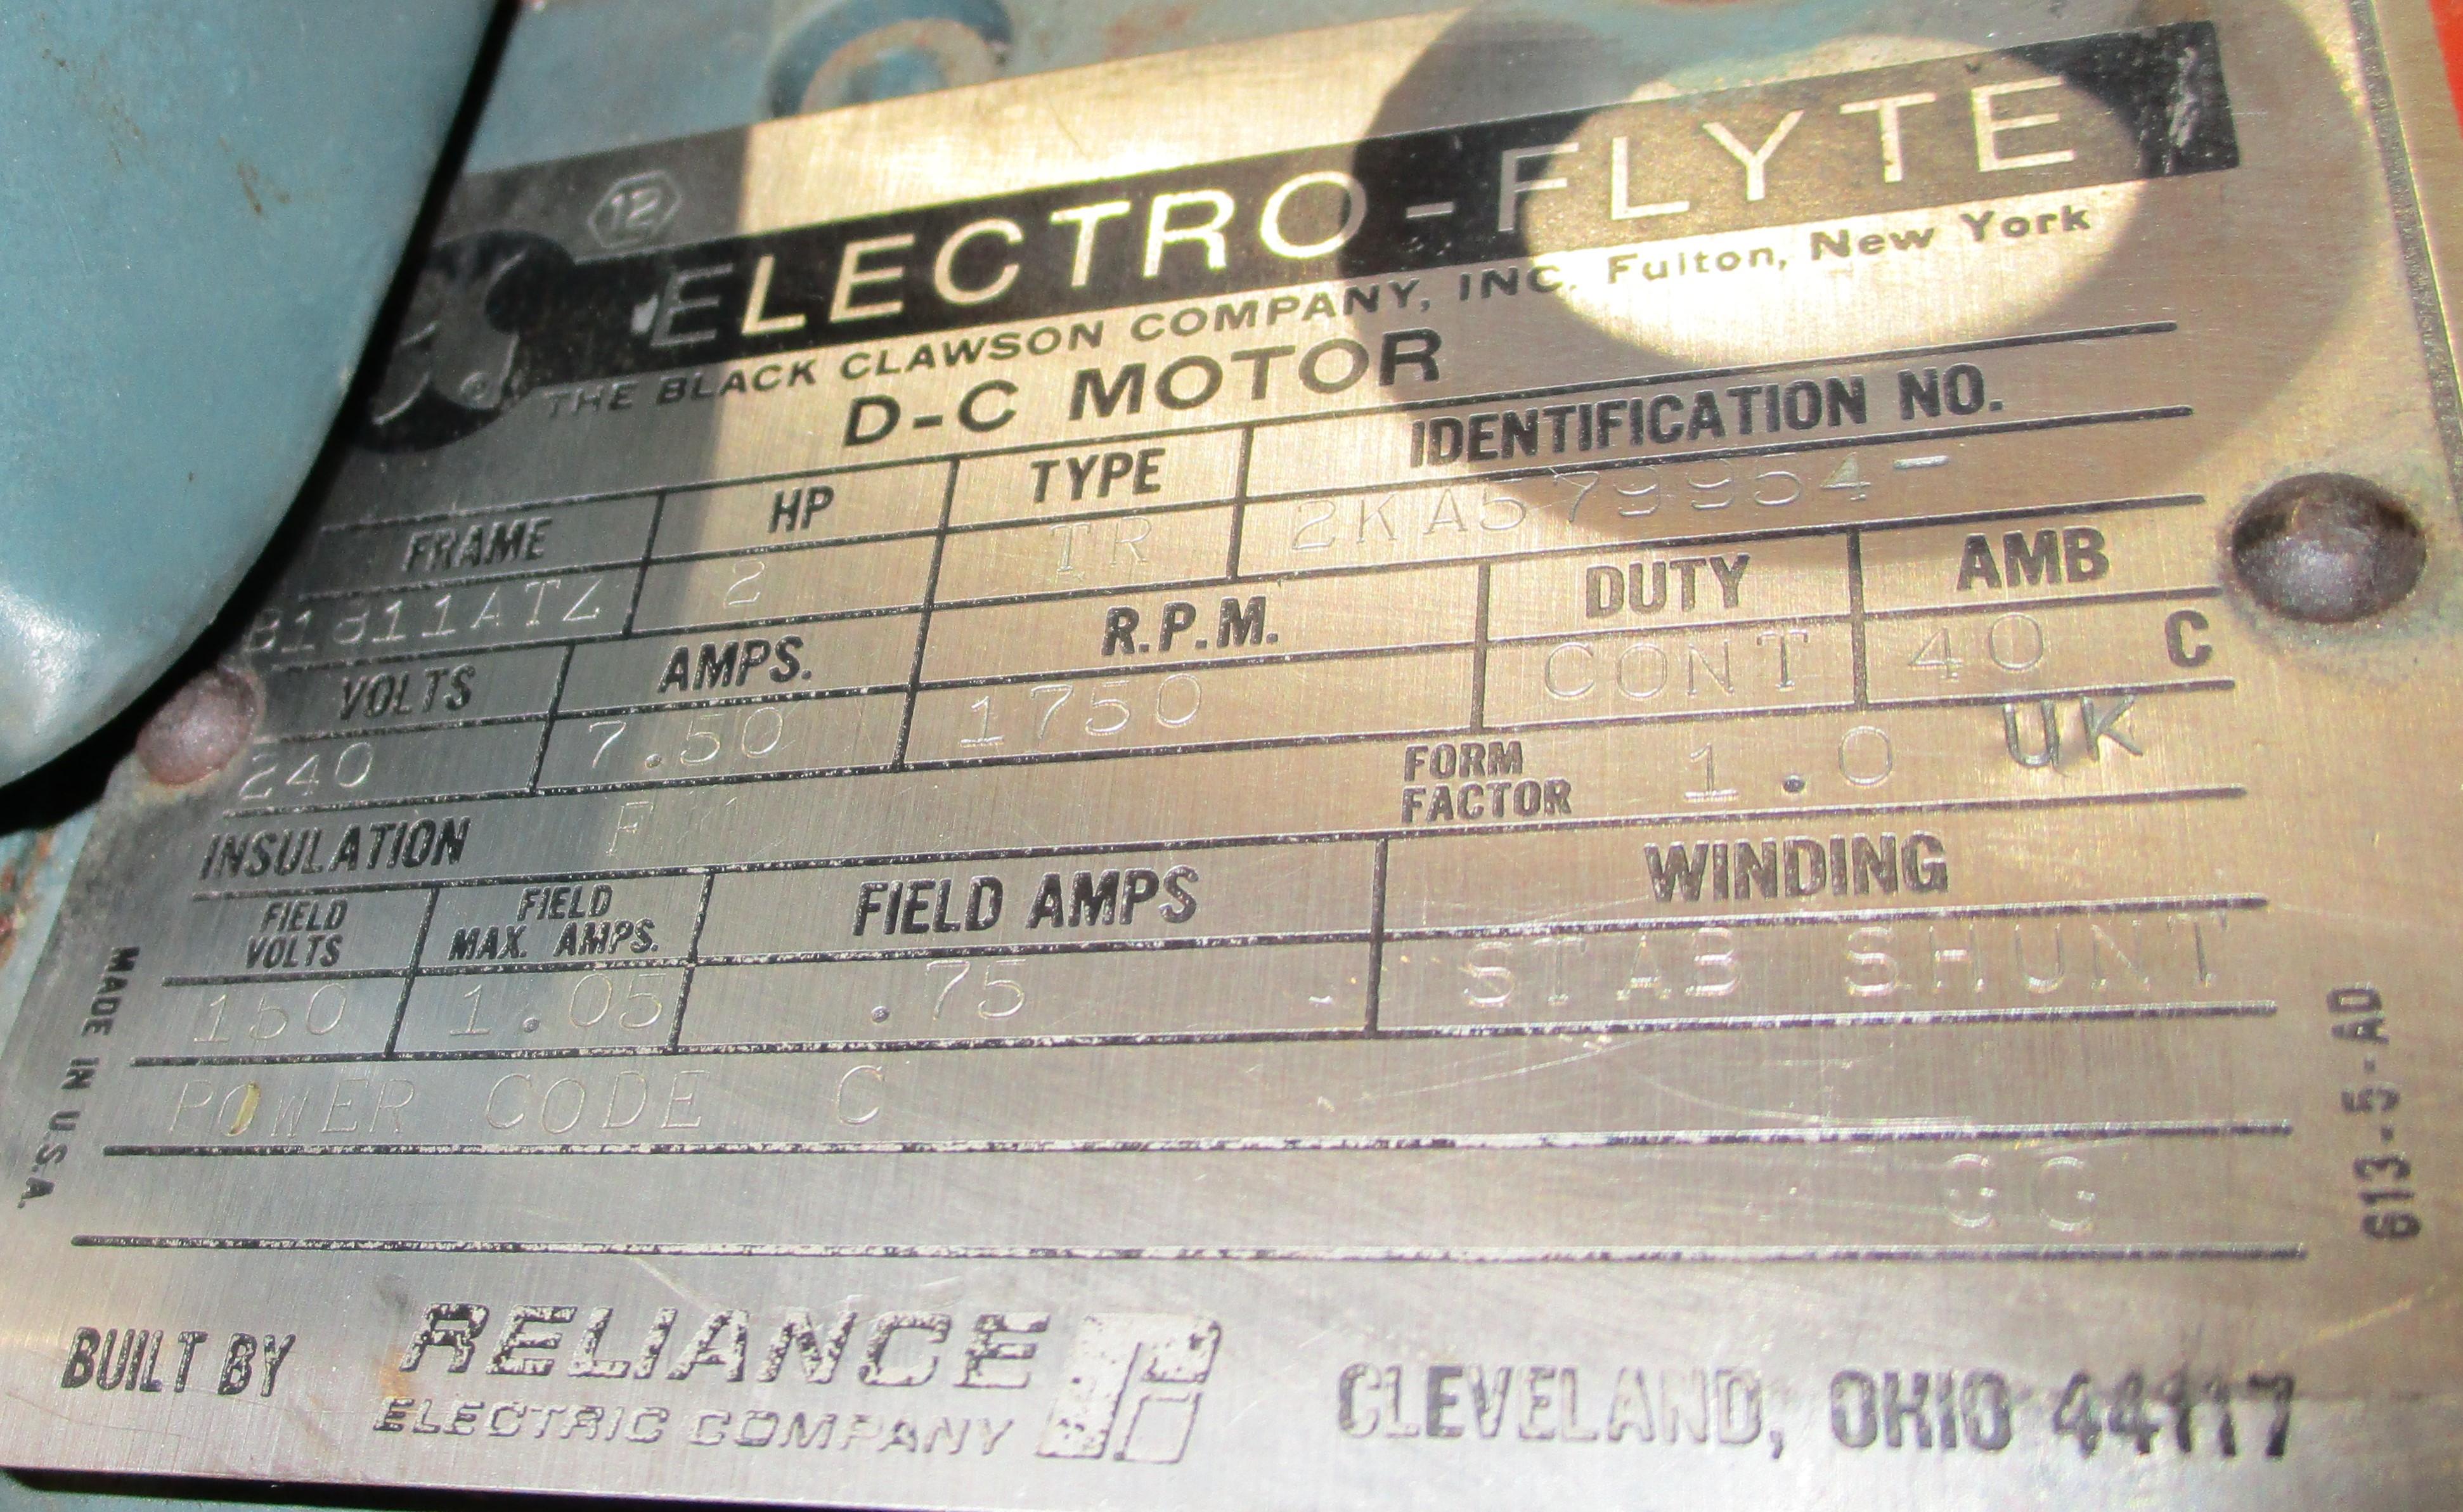 12
ELECTRO-FLYTE
THE BLACK CLAWSON COMPANY, INC. Fulton, New York
D-C MOTOR
FRAME HP TYPE IDENTIFICATION NO.
2 TR 2KA579954-
VOLTS AMPS. R.P.M. DUTY AMB
240 7.50 1750 CONT 40 C
INSULATION F FORM FACTOR 1.0 UK
FIELD VOLTS FIELD MAX. AMPS. FIELD AMPS WINDING
150 1.05 .75 STAB SHUNT
POWER CODE C
MADE IN U.S.A.
613-5-AD
BUILT BY RELIANCE
ELECTRIC COMPANY CLEVELAND, OHIO 44117